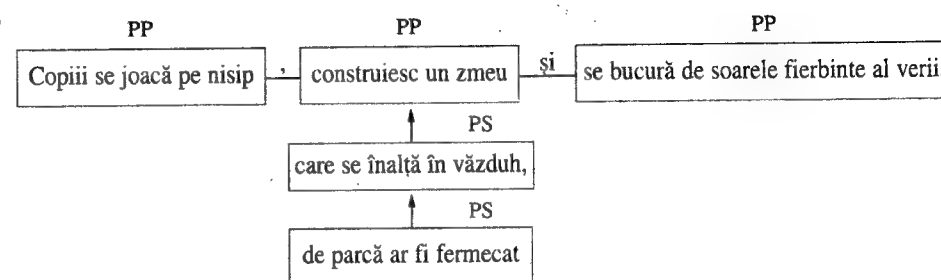 PP PP PP
Copiii se joacă pe nisip , construiesc un zmeu și se bucură de soarele fierbinte al verii
PS
care se înalță în văzduh,
PS
de parcă ar fi fermecat